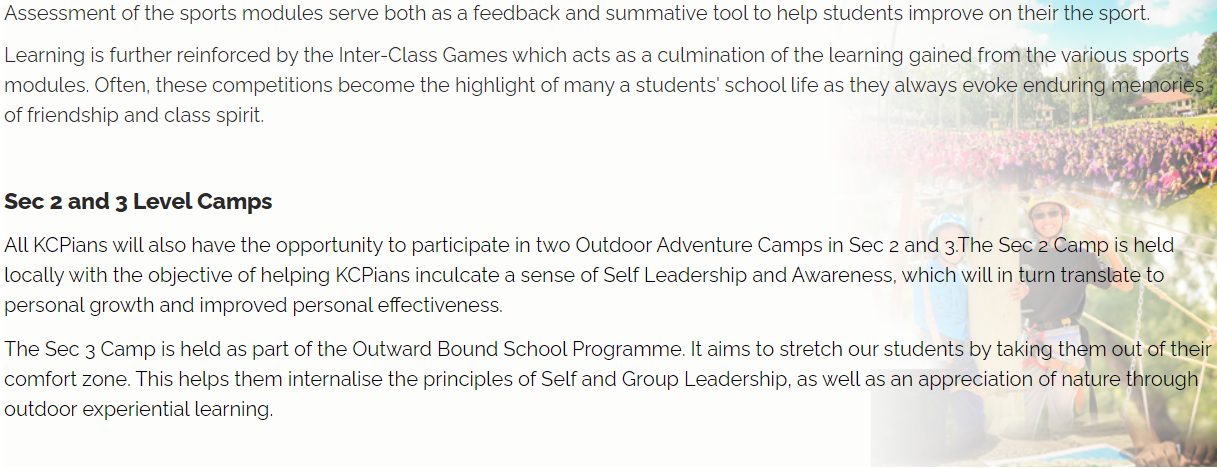 Assessment of the sports modules serve both as a feedback and summative tool to help students improve on their the sport.
Learning is further reinforced by the Inter-Class Games which acts as a culmination of the learning gained from the various sports
modules. Often, these competitions become the highlight of many a students' school life as they always evoke enduring memories
of friendship and class spirit.
Sec 2 and 3 Level Camps
All KCPians will also have the opportunity to participate in two Outdoor Adventure Camps in Sec 2 and 3.The Sec 2 Camp is held
locally with the objective of helping KCPians inculcate a sense of Self Leadership and Awareness, which will in turn translate to
personal growth and improved personal effectiveness.
The Sec 3 Camp is held as part of the Outward Bound School Programme. It aims to stretch our students by taking them out of their
comfort zone. This helps them internalise the principles of Self and Group Leadership, as well as an appreciation of nature through
outdoor experiential learning.